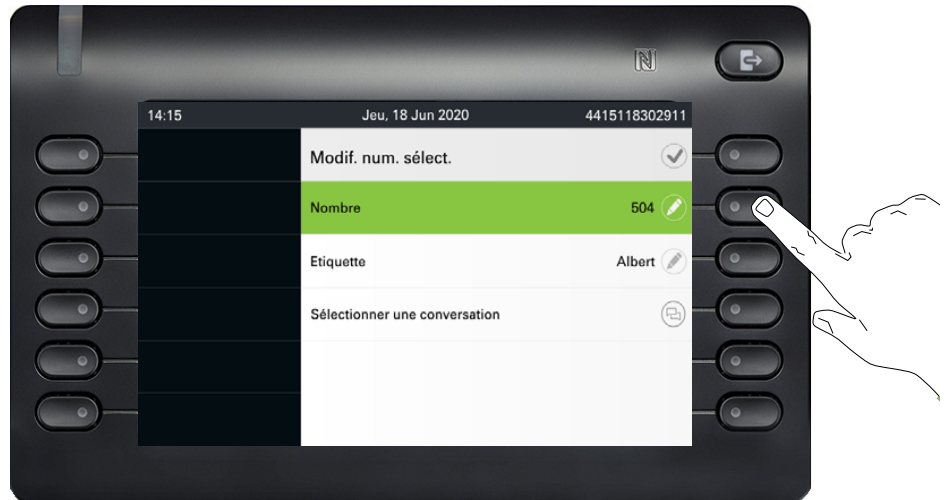 14:15 Jeu, 18 Jun 2020 4415118302911
Modif. num. sélect.
Nombre 504
Etiquette Albert
Sélectionner une conversation